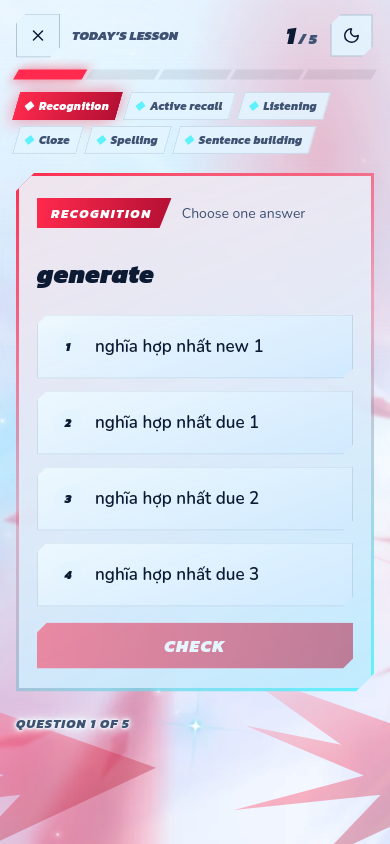 TODAY'S LESSON
1 / 5
Recognition
Active recall
Listening
Cloze
Spelling
Sentence building
RECOGNITION
Choose one answer
generate
1 nghĩa hợp nhất new 1
2 nghĩa hợp nhất due 1
3 nghĩa hợp nhất due 2
4 nghĩa hợp nhất due 3
CHECK
QUESTION 1 OF 5